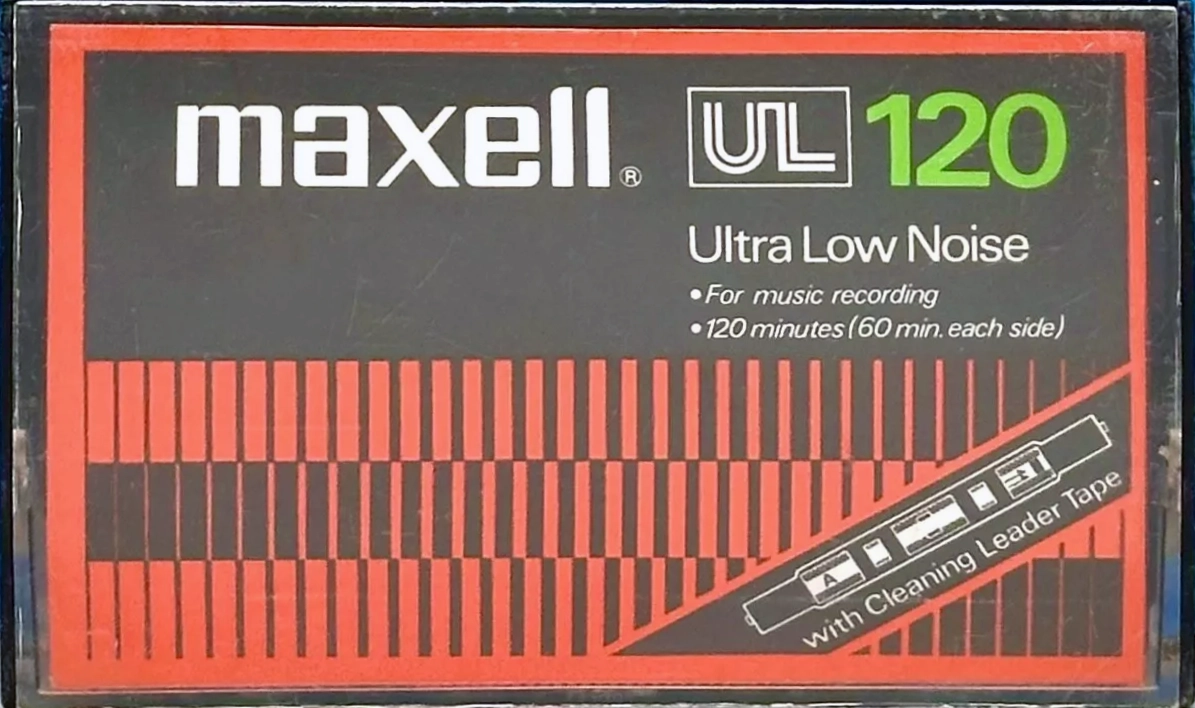 maxell®
UL 120
Ultra Low Noise
•For music recording
•120 minutes (60 min. each side)
A
with Cleaning Leader Tape